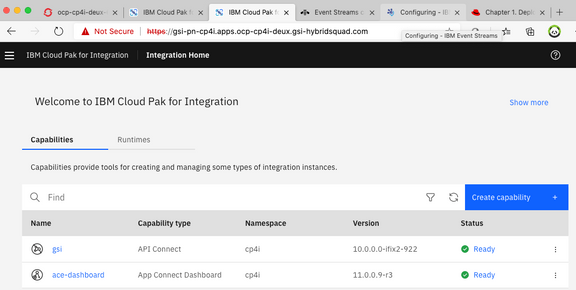 ocp-cp4i-deux-
IBM Cloud Pak fo
IBM Cloud Pak fo
Event Streams o
Configuring - IB
Chapter 1. Depl
Not Secure
https://gsi-pn-cp4i.apps.ocp-cp4i-deux.gsi-hybridsquad.com
Configuring - IBM Event Streams
IBM Cloud Pak for Integration
Integration Home
Welcome to IBM Cloud Pak for Integration
Show more
Capabilities
Runtimes
Capabilities provide tools for creating and managing some types of integration instances.
Find
Create capability +
Name Capability type Namespace Version Status
gsi API Connect cp4i 10.0.0.0-ifix2-922 Ready
ace-dashboard App Connect Dashboard cp4i 11.0.0.9-r3 Ready